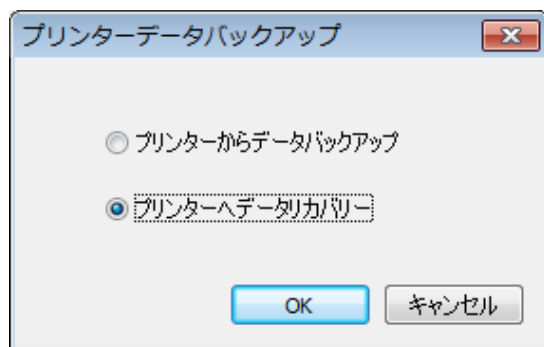 プリンターデータバックアップ
プリンターからデータバックアップ
プリンターへデータリカバリー
OK
キャンセル